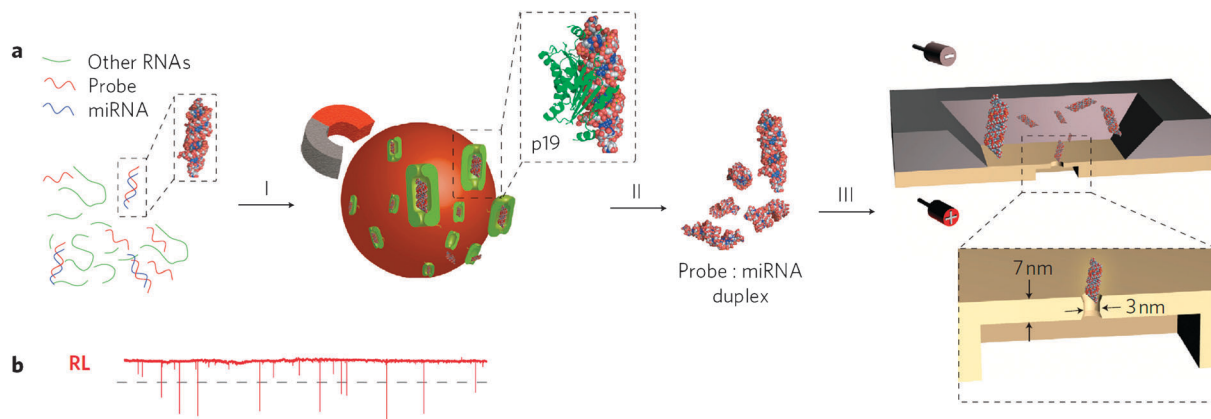 a
Other RNAs
Probe
miRNA
I
p19
II
Probe : miRNA
duplex
III
−
+
7 nm
3 nm
b
RL